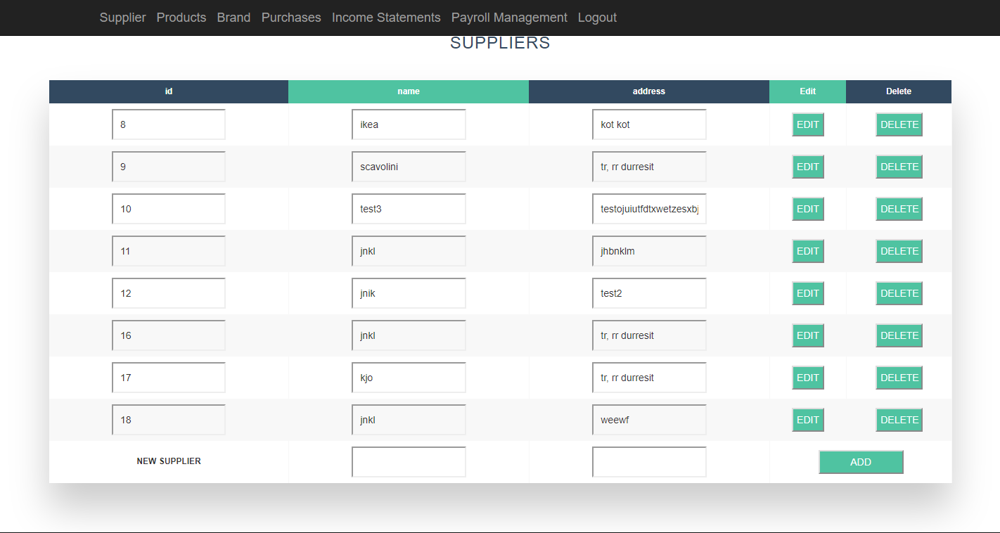 Supplier Products Brand Purchases Income Statements Payroll Management Logout
SUPPLIERS
id name address Edit Delete
8 ikea kot kot EDIT DELETE
9 scavolini tr, rr durresit EDIT DELETE
10 test3 testojuiutfdtxwetzesxbj EDIT DELETE
11 jnkl jhbnklm EDIT DELETE
12 jnik test2 EDIT DELETE
16 jnkl tr, rr durresit EDIT DELETE
17 kjo tr, rr durresit EDIT DELETE
18 jnkl weewf EDIT DELETE
NEW SUPPLIER ADD